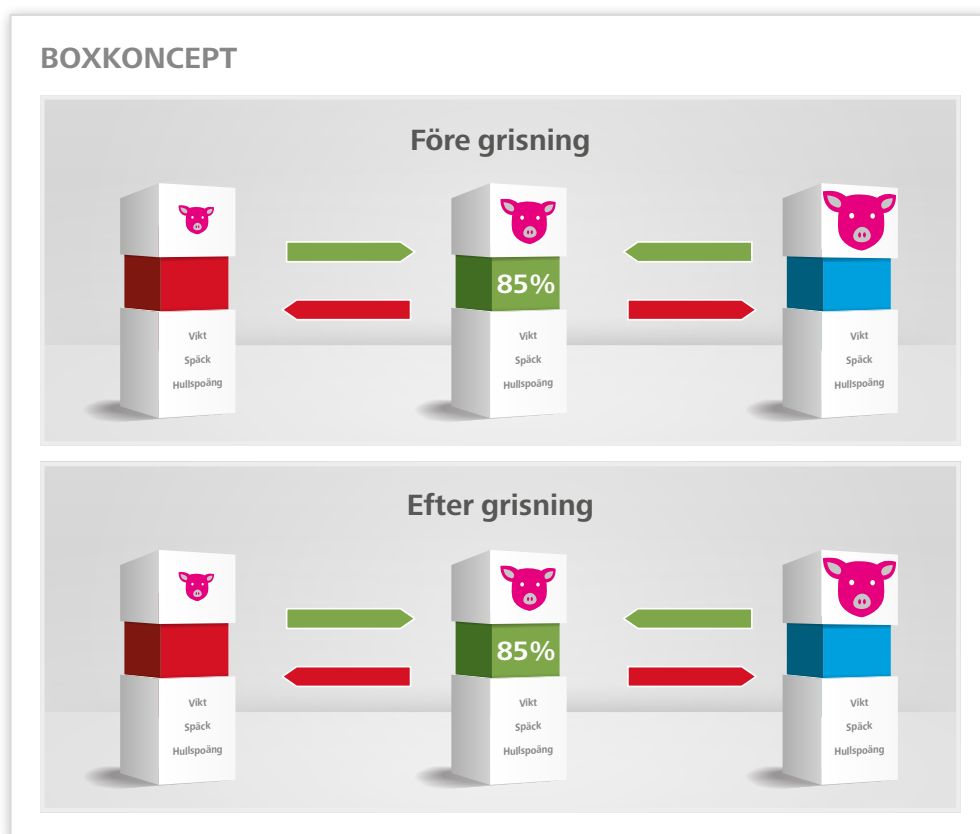 BOXKONCEPT
Före grisning
85%
Vikt
Späck
Hullspoäng
Vikt
Späck
Hullspoäng
Vikt
Späck
Hullspoäng
Efter grisning
85%
Vikt
Späck
Hullspoäng
Vikt
Späck
Hullspoäng
Vikt
Späck
Hullspoäng